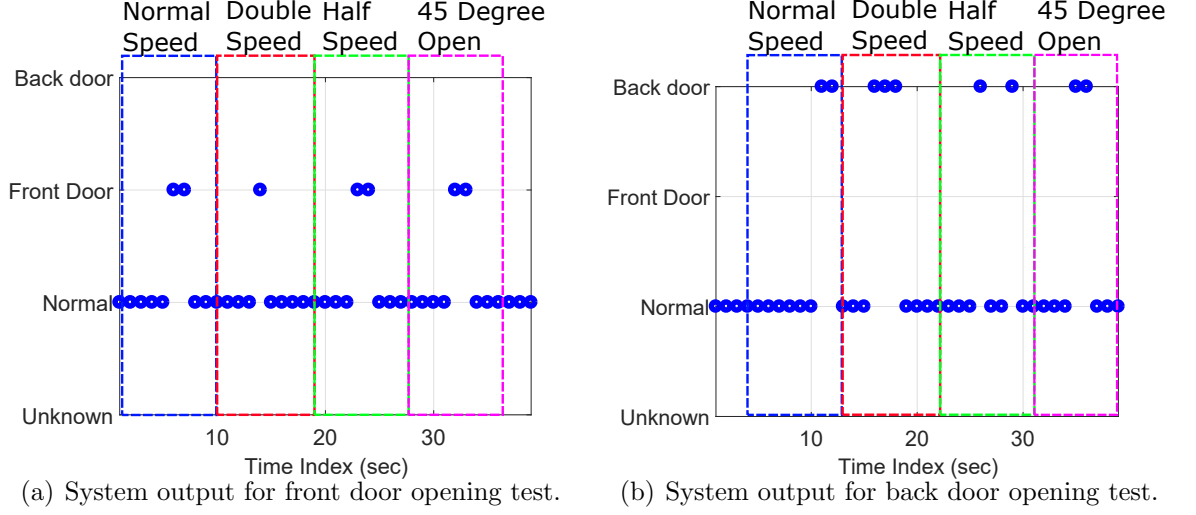 Normal Speed
Double Speed
Half Speed
45 Degree Open
Back door
Front Door
Normal
Unknown
10
20
30
Time Index (sec)
(a) System output for front door opening test.
Normal Speed
Double Speed
Half Speed
45 Degree Open
Back door
Front Door
Normal
Unknown
10
20
30
Time Index (sec)
(b) System output for back door opening test.